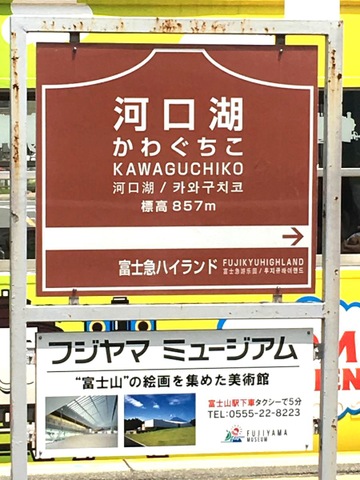 河口湖
かわぐちこ
KAWAGUCHIKO
河口湖 / 카와구치코
標高 857m
富士急ハイランド
FUJIKYUHIGHLAND
フジヤマ ミュージアム
“富士山”の絵画を集めた美術館
富士山駅下車タクシーで5分
TEL:0555-22-8223
FUJIYAMA
MUSEUM